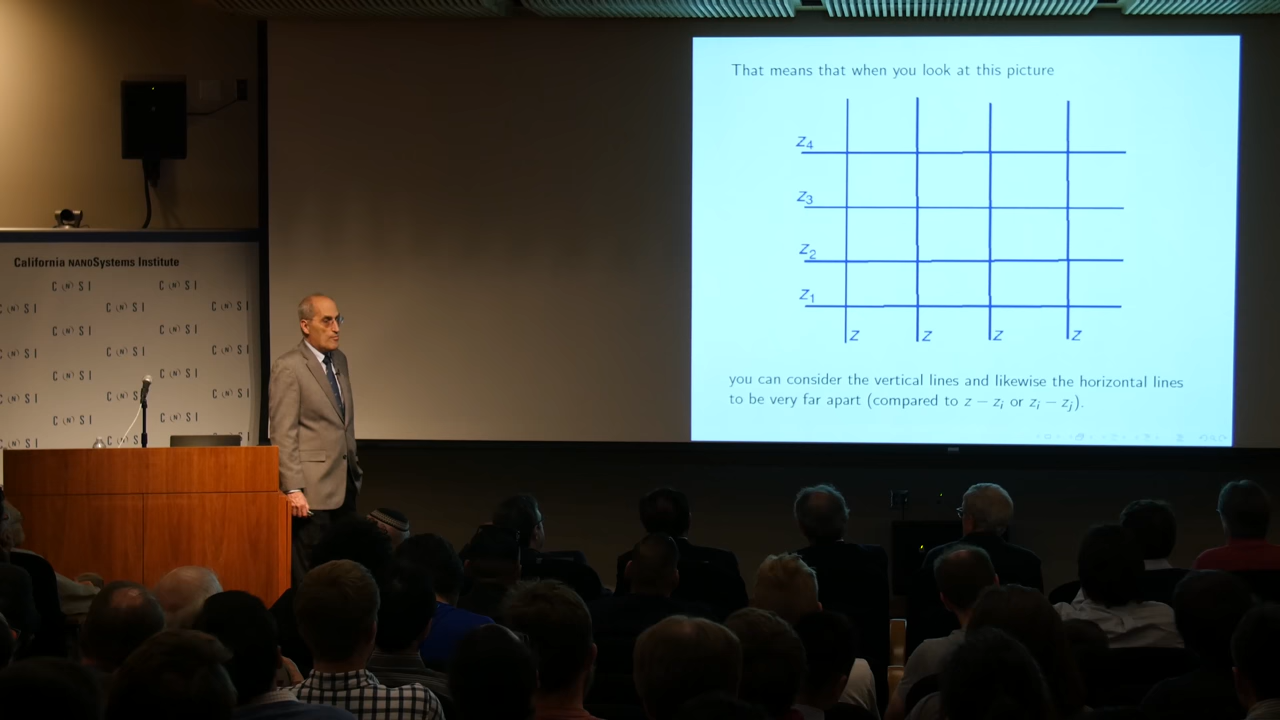 That means that when you look at this picture
z4
z3
z2
z1
z z z z
you can consider the vertical lines and likewise the horizontal lines
to be very far apart (compared to z − zi or zi − zj).
California NANOSystems Institute
C (N) S I C (N) S I
C (N) S I C (N) S I C (N) S I
C (N) S I C (N) S I
C (N) S I C (N) S I C (N) S I
C (N) S I C (N) S I
C (N) S I C (N) S I C (N) S I
C (N) S I C (N) S I
C (N) S I C (N) S I